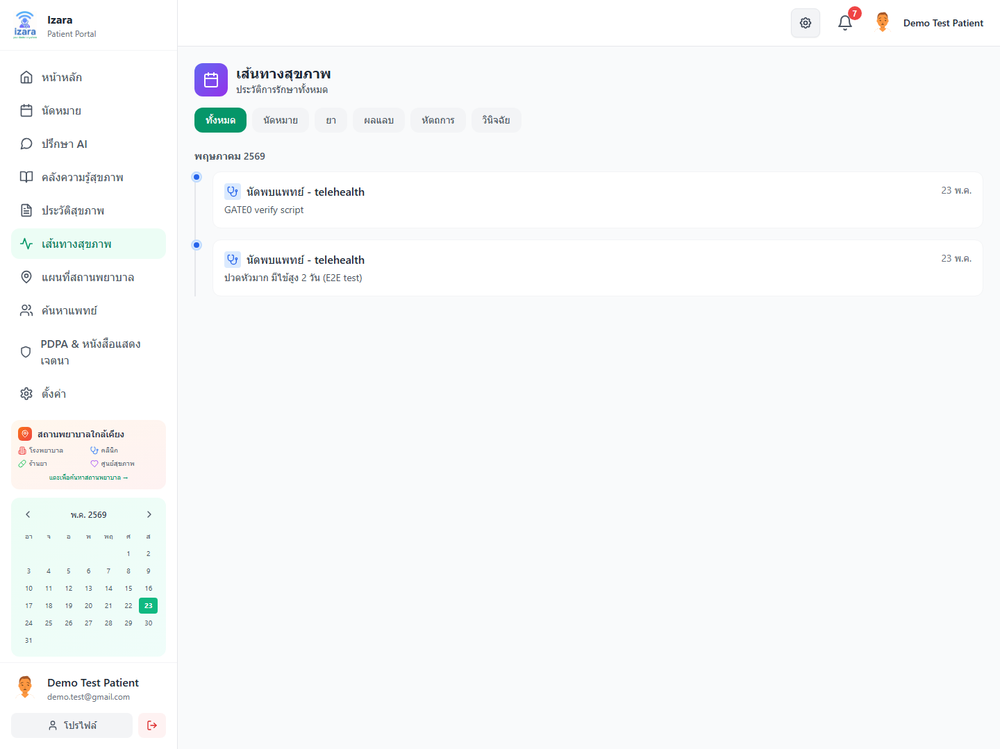 izara
Izara
Patient Portal
7
Demo Test Patient
หน้าหลัก
นัดหมาย
ปรึกษา AI
คลังความรู้สุขภาพ
ประวัติสุขภาพ
เส้นทางสุขภาพ
แผนที่สถานพยาบาล
ค้นหาแพทย์
PDPA & หนังสือแสดง
เจตนา
ตั้งค่า
สถานพยาบาลใกล้เคียง
โรงพยาบาล คลินิก
ร้านยา ศูนย์สุขภาพ
แตะเพื่อค้นหาสถานพยาบาล →
พ.ค. 2569
อา จ อ พ พฤ ศ ส
1 2
3 4 5 6 7 8 9
10 11 12 13 14 15 16
17 18 19 20 21 22 23
24 25 26 27 28 29 30
31
Demo Test Patient
demo.test@gmail.com
โปรไฟล์
เส้นทางสุขภาพ
ประวัติการรักษาทั้งหมด
ทั้งหมด นัดหมาย ยา ผลแลบ หัตถการ วินิจฉัย
พฤษภาคม 2569
นัดพบแพทย์ - telehealth 23 พ.ค.
GATE0 verify script
นัดพบแพทย์ - telehealth 23 พ.ค.
ปวดหัวมาก มีไข้สูง 2 วัน (E2E test)